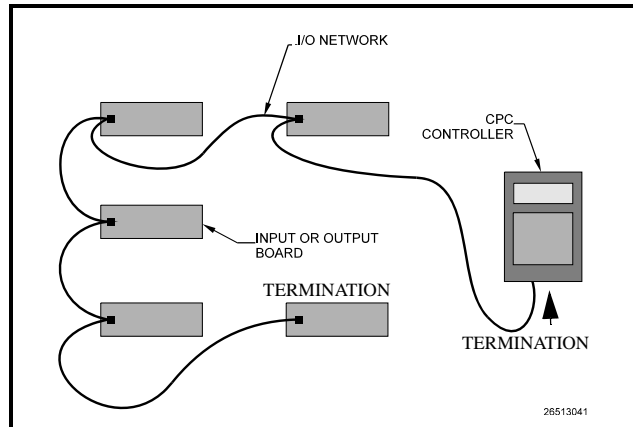 I/O NETWORK
CPC
CONTROLLER
INPUT OR OUTPUT
BOARD
TERMINATION
TERMINATION
26513041